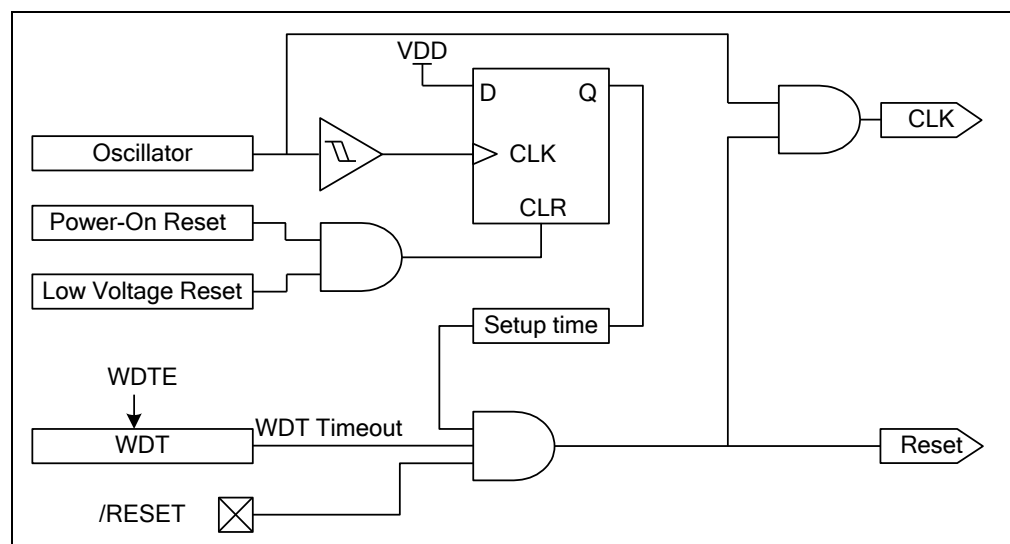 VDD
D Q
CLK
Oscillator
CLK
Power-On Reset
CLR
Low Voltage Reset
Setup time
WDTE
WDT Timeout
WDT
Reset
/RESET